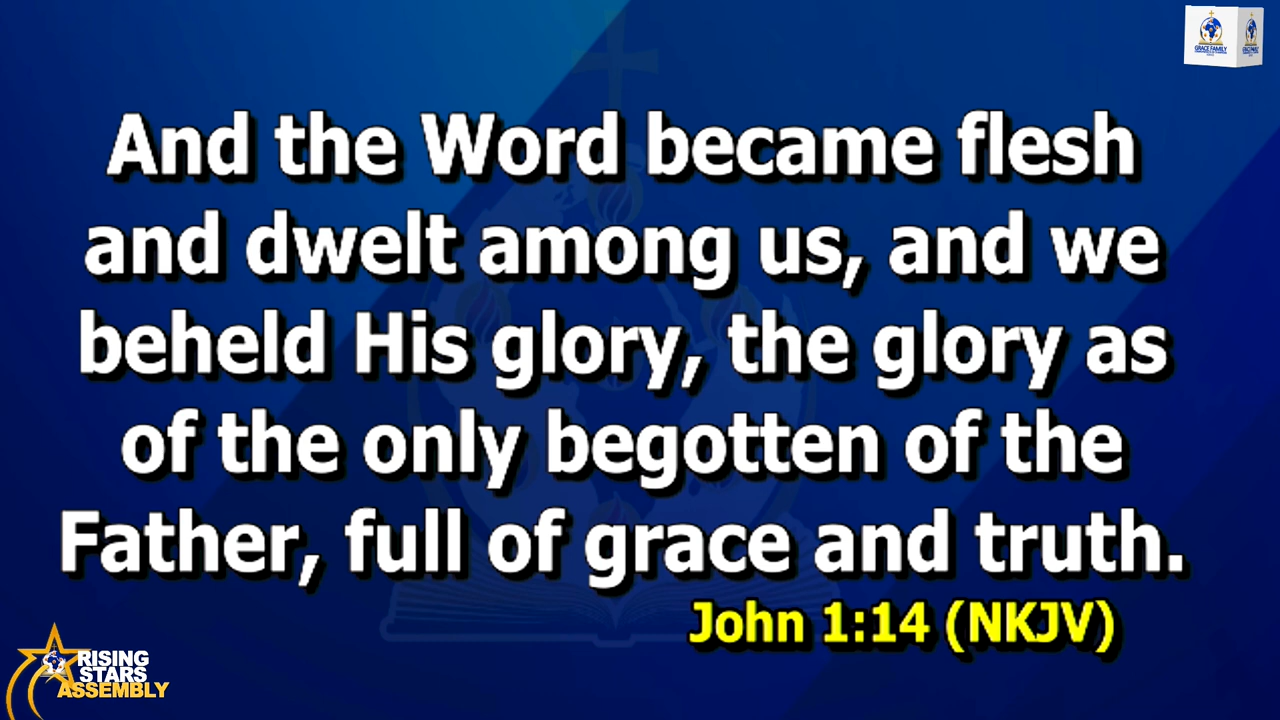 GRACE FAMILY
And the Word became flesh
and dwelt among us, and we
beheld His glory, the glory as
of the only begotten of the
Father, full of grace and truth.
John 1:14 (NKJV)
RISING
STARS
ASSEMBLY